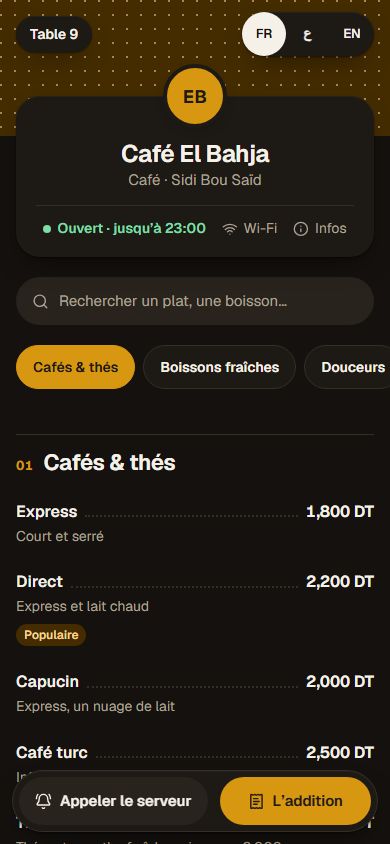 Table 9
FR ع EN
EB
Café El Bahja
Café · Sidi Bou Saïd
Ouvert · jusqu'à 23:00 Wi-Fi Infos
Rechercher un plat, une boisson...
Cafés & thés Boissons fraîches Douceurs
01 Cafés & thés
Express 1,800 DT
Court et serré
Direct 2,200 DT
Express et lait chaud
Populaire
Capucin 2,000 DT
Express, un nuage de lait
Café turc 2,500 DT
Appeler le serveur L'addition